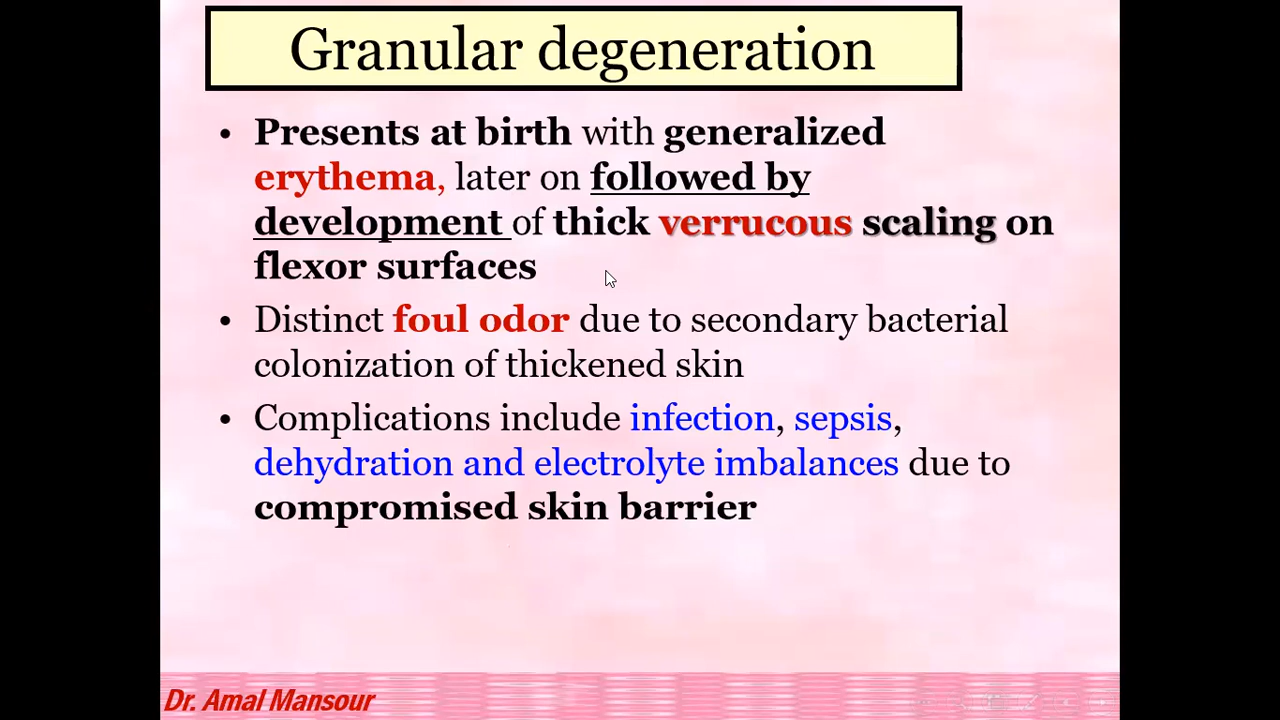 Granular degeneration
• Presents at birth with generalized
erythema, later on followed by
development of thick verrucous scaling on
flexor surfaces
• Distinct foul odor due to secondary bacterial
colonization of thickened skin
• Complications include infection, sepsis,
dehydration and electrolyte imbalances due to
compromised skin barrier
Dr. Amal Mansour